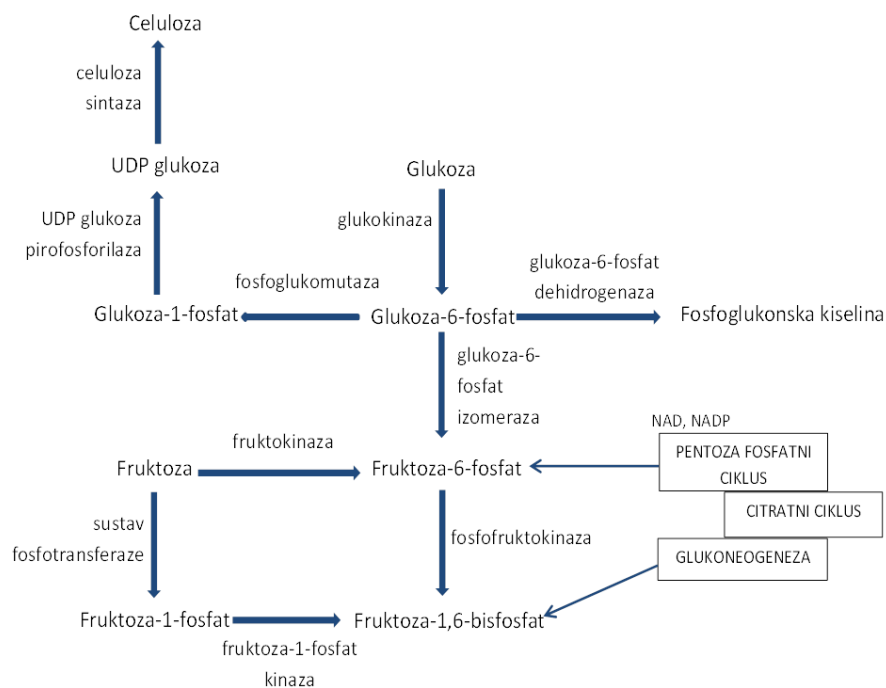 Celuloza
celuloza
sintaza
UDP glukoza
Glukoza
UDP glukoza
pirofosforilaza
glukokinaza
fosfoglukomutaza
glukoza-6-fosfat
dehidrogenaza
Glukoza-1-fosfat
Glukoza-6-fosfat
Fosfoglukonska kiselina
glukoza-6-
fosfat
izomeraza
NAD, NADP
fruktokinaza
PENTOZA FOSFATNI
CIKLUS
Fruktoza
Fruktoza-6-fosfat
CITRATNI CIKLUS
sustav
fosfotransferaze
fosfofruktokinaza
GLUKONEOGENEZA
Fruktoza-1-fosfat
Fruktoza-1,6-bisfosfat
fruktoza-1-fosfat
kinaza